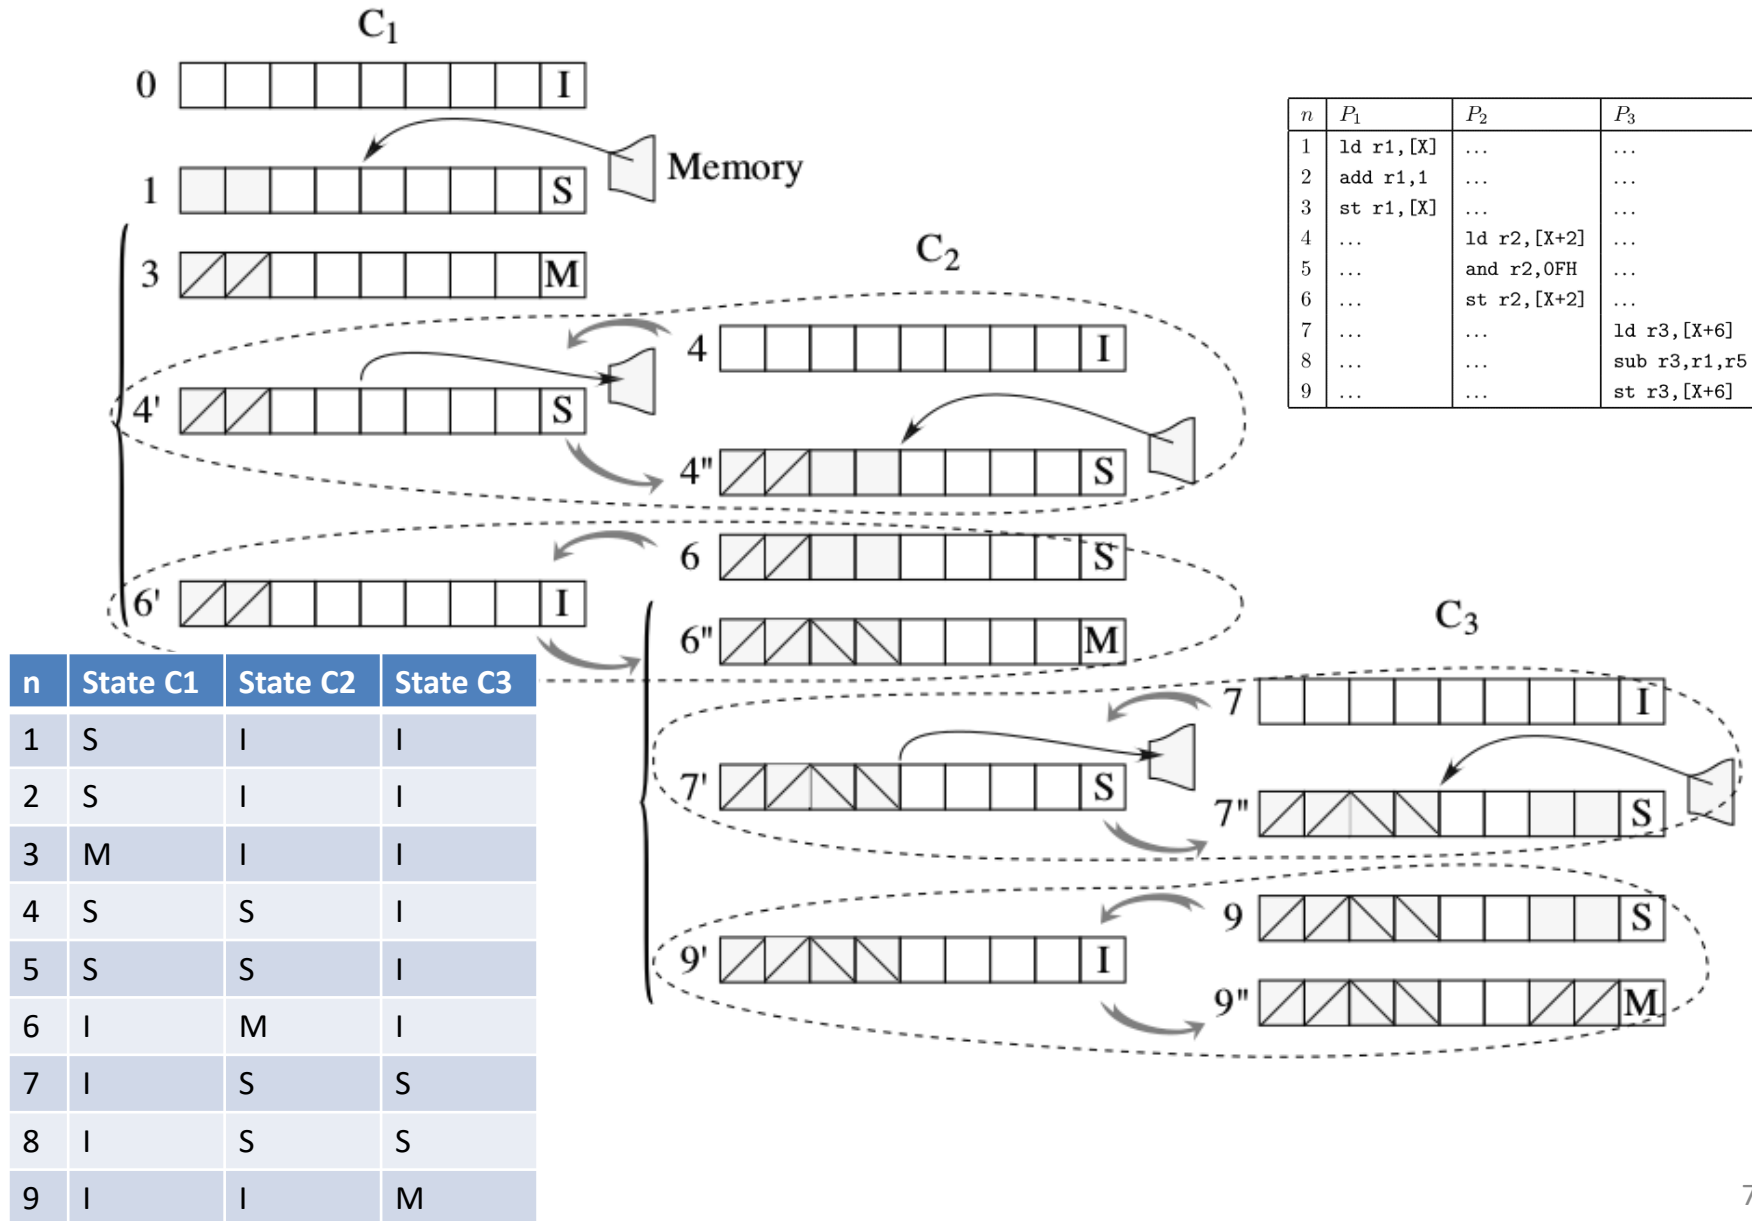 C1
0 I
1 S Memory
3 M
C2
4 I
4' S
4" S
6 S
6' I
6" M
C3
7 I
7' S
7" S
9 S
9' I
9" M
n P1 P2 P3
1 ld r1,[X] ... ...
2 add r1,1 ... ...
3 st r1,[X] ... ...
4 ... ld r2,[X+2] ...
5 ... and r2,0FH ...
6 ... st r2,[X+2] ...
7 ... ... ld r3,[X+6]
8 ... ... sub r3,r1,r5
9 ... ... st r3,[X+6]
n State C1 State C2 State C3
1 S I I
2 S I I
3 M I I
4 S S I
5 S S I
6 I M I
7 I S S
8 I S S
9 I I M
7